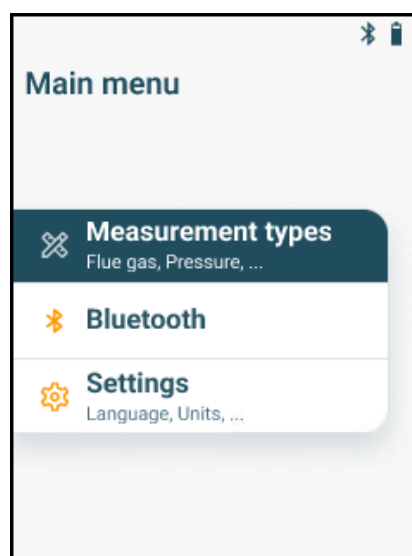 Main menu
Measurement types
Flue gas, Pressure, ...
Bluetooth
Settings
Language, Units, ...